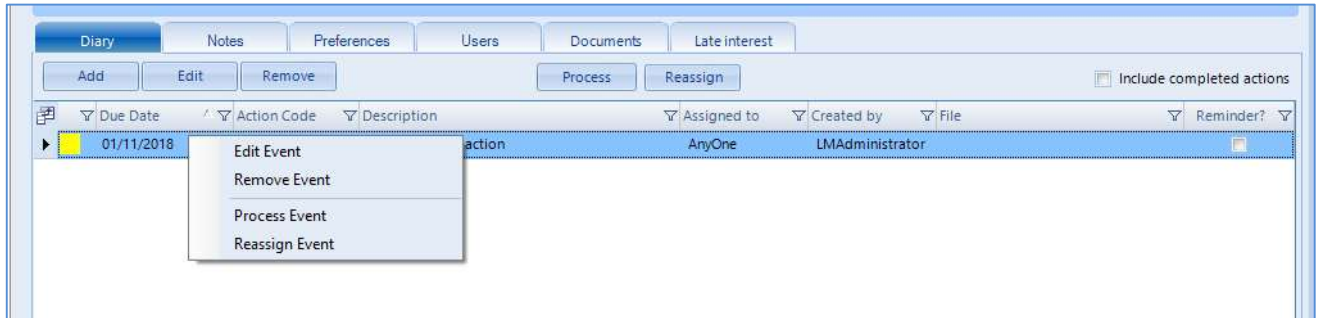 Diary Notes Preferences Users Documents Late interest
Add Edit Remove Process Reassign Include completed actions
Due Date Action Code Description Assigned to Created by File Reminder?
01/11/2018 action AnyOne LMAdministrator
Edit Event
Remove Event
Process Event
Reassign Event